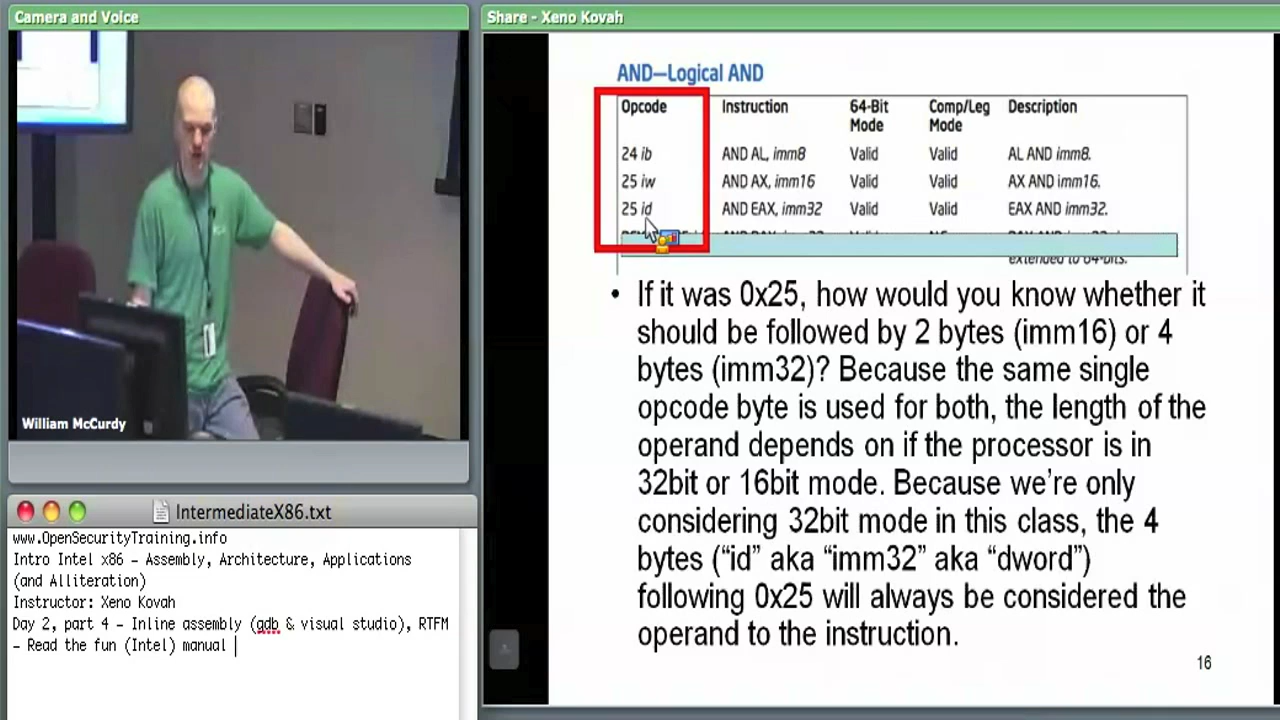 Camera and Voice
William McCurdy
IntermediateX86.txt
www.OpenSecurityTraining.info
Intro Intel x86 – Assembly, Architecture, Applications
(and Alliteration)
Instructor: Xeno Kovah
Day 2, part 4 – Inline assembly (gdb & visual studio), RTFM
– Read the fun (Intel) manual
Share - Xeno Kovah
AND—Logical AND
Opcode Instruction 64-Bit Mode Comp/Leg Mode Description
24 ib AND AL, imm8 Valid Valid AL AND imm8.
25 iw AND AX, imm16 Valid Valid AX AND imm16.
25 id AND EAX, imm32 Valid Valid EAX AND imm32.
extended to 64-bits.
• If it was 0x25, how would you know whether it
should be followed by 2 bytes (imm16) or 4
bytes (imm32)? Because the same single
opcode byte is used for both, the length of the
operand depends on if the processor is in
32bit or 16bit mode. Because we’re only
considering 32bit mode in this class, the 4
bytes (“id” aka “imm32” aka “dword”)
following 0x25 will always be considered the
operand to the instruction.
16